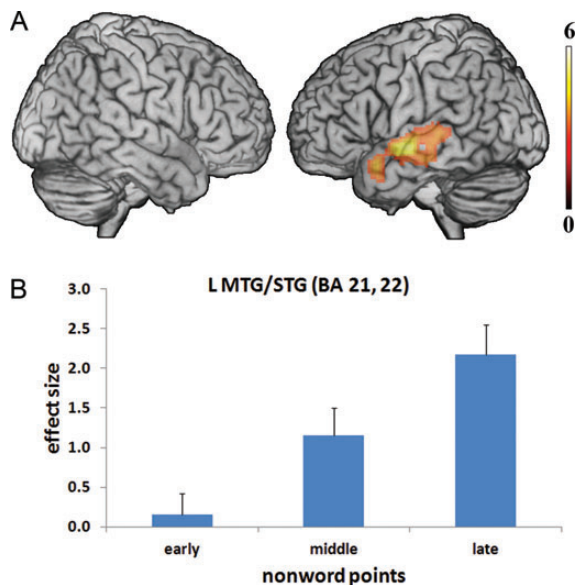 A
6
0
B
L MTG/STG (BA 21, 22)
3.0
2.5
2.0
1.5
1.0
0.5
0.0
effect size
early middle late
nonword points